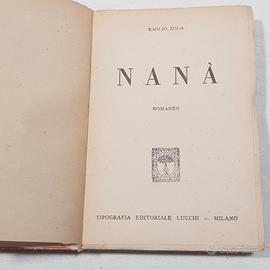 EMILIO ZOLA
NANÀ
ROMANZO
TIPOGRAFIA EDITORIALE LUCCHI — MILANO